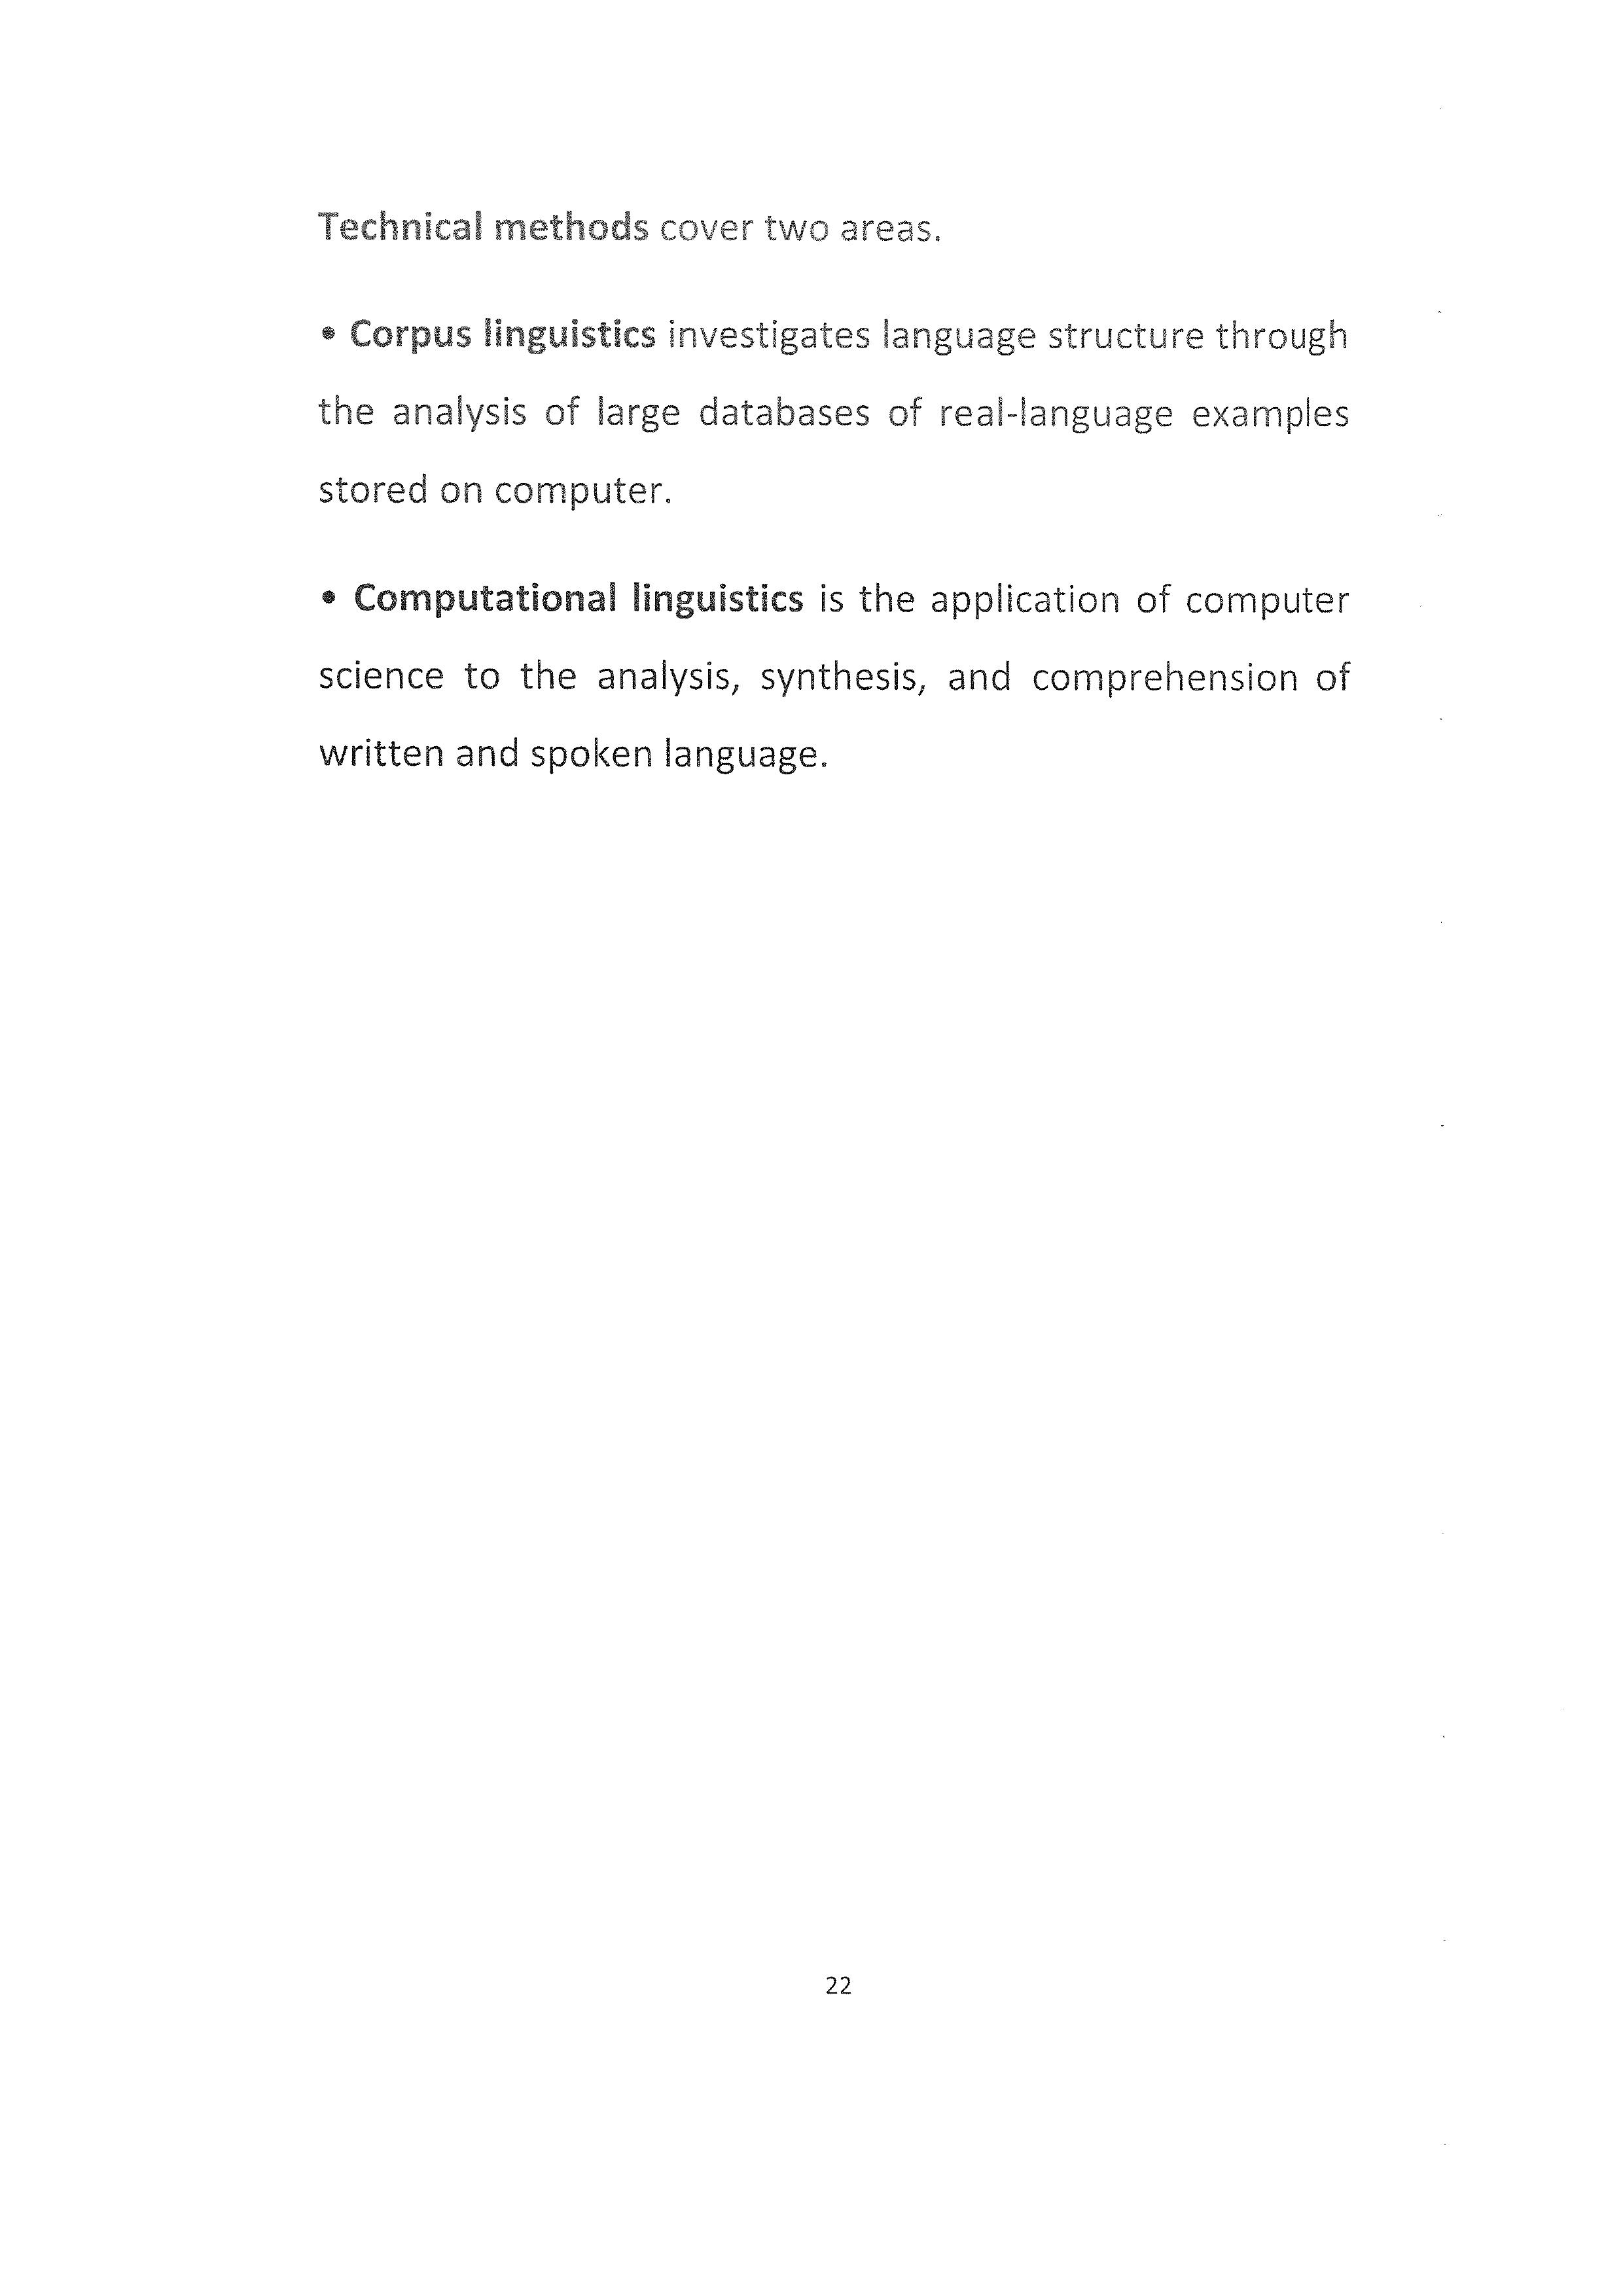 Technical methods cover two areas.
• Corpus linguistics investigates language structure through
the analysis of large databases of real-language examples
stored on computer.
• Computational linguistics is the application of computer
science to the analysis, synthesis, and comprehension of
written and spoken language.
22